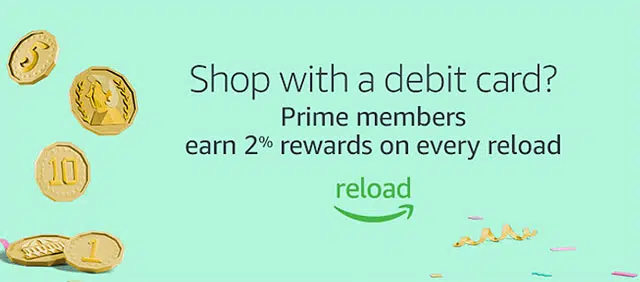 Shop with a debit card?
Prime members
earn 2% rewards on every reload
reload
5
10
1